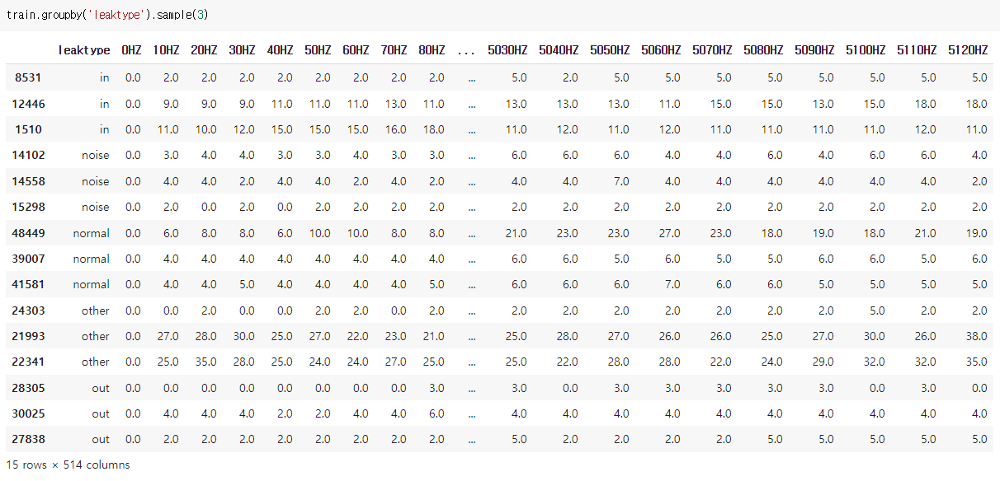 train.groupby('leaktype').sample(3)
leaktype 0HZ 10HZ 20HZ 30HZ 40HZ 50HZ 60HZ 70HZ 80HZ ... 5030HZ 5040HZ 5050HZ 5060HZ 5070HZ 5080HZ 5090HZ 5100HZ 5110HZ 5120HZ
8531 in 0.0 2.0 2.0 2.0 2.0 2.0 2.0 2.0 2.0 ... 5.0 2.0 5.0 5.0 5.0 5.0 5.0 5.0 5.0 5.0
12446 in 0.0 9.0 9.0 9.0 11.0 11.0 11.0 13.0 11.0 ... 13.0 13.0 13.0 11.0 15.0 15.0 13.0 15.0 18.0 18.0
1510 in 0.0 11.0 10.0 12.0 15.0 15.0 15.0 16.0 18.0 ... 11.0 12.0 11.0 12.0 11.0 11.0 11.0 11.0 12.0 11.0
14102 noise 0.0 3.0 4.0 4.0 3.0 3.0 4.0 3.0 3.0 ... 6.0 6.0 6.0 4.0 4.0 6.0 4.0 6.0 6.0 4.0
14558 noise 0.0 4.0 4.0 2.0 4.0 4.0 2.0 4.0 2.0 ... 4.0 4.0 7.0 4.0 4.0 4.0 4.0 4.0 4.0 2.0
15298 noise 0.0 2.0 0.0 2.0 0.0 2.0 2.0 2.0 2.0 ... 2.0 2.0 2.0 2.0 2.0 2.0 2.0 2.0 2.0 2.0
48449 normal 0.0 6.0 8.0 8.0 6.0 10.0 10.0 8.0 8.0 ... 21.0 23.0 23.0 27.0 23.0 18.0 19.0 18.0 21.0 19.0
39007 normal 0.0 4.0 4.0 4.0 4.0 4.0 4.0 4.0 4.0 ... 6.0 6.0 5.0 6.0 5.0 5.0 6.0 6.0 5.0 6.0
41581 normal 0.0 4.0 4.0 5.0 4.0 4.0 4.0 4.0 5.0 ... 6.0 6.0 6.0 7.0 6.0 6.0 5.0 5.0 5.0 5.0
24303 other 0.0 0.0 2.0 0.0 0.0 2.0 2.0 0.0 2.0 ... 2.0 2.0 2.0 2.0 2.0 2.0 2.0 5.0 2.0 2.0
21993 other 0.0 27.0 28.0 30.0 25.0 27.0 22.0 23.0 21.0 ... 25.0 28.0 27.0 26.0 26.0 25.0 27.0 30.0 26.0 38.0
22341 other 0.0 25.0 35.0 28.0 25.0 24.0 24.0 27.0 25.0 ... 25.0 22.0 28.0 28.0 22.0 24.0 29.0 32.0 32.0 35.0
28305 out 0.0 0.0 0.0 0.0 0.0 0.0 0.0 0.0 3.0 ... 3.0 0.0 3.0 3.0 3.0 3.0 3.0 0.0 3.0 0.0
30025 out 0.0 4.0 4.0 4.0 2.0 2.0 4.0 4.0 6.0 ... 4.0 4.0 4.0 4.0 4.0 4.0 4.0 4.0 4.0 4.0
27838 out 0.0 2.0 2.0 2.0 2.0 2.0 2.0 2.0 2.0 ... 5.0 2.0 2.0 2.0 2.0 5.0 5.0 5.0 5.0 5.0
15 rows × 514 columns